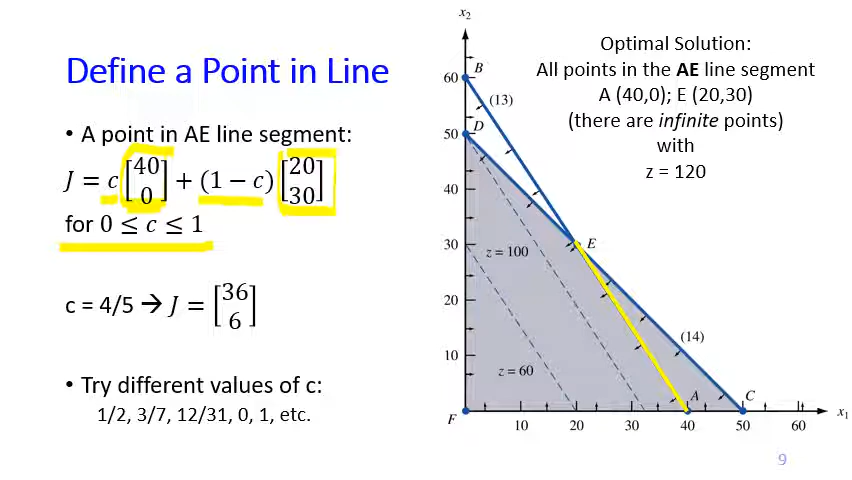 Define a Point in Line
• A point in AE line segment:
J = c [40 0] + (1 − c) [20 30]
for 0 ≤ c ≤ 1
c = 4/5 → J = [36 6]
• Try different values of c:
1/2, 3/7, 12/31, 0, 1, etc.
Optimal Solution:
All points in the AE line segment
A (40,0); E (20,30)
(there are infinite points)
with
z = 120
x₂
60
B
(13)
50
D
40
30
E
z = 100
20
(14)
10
z = 60
A
C
F
10
20
30
40
50
60
x₁
9